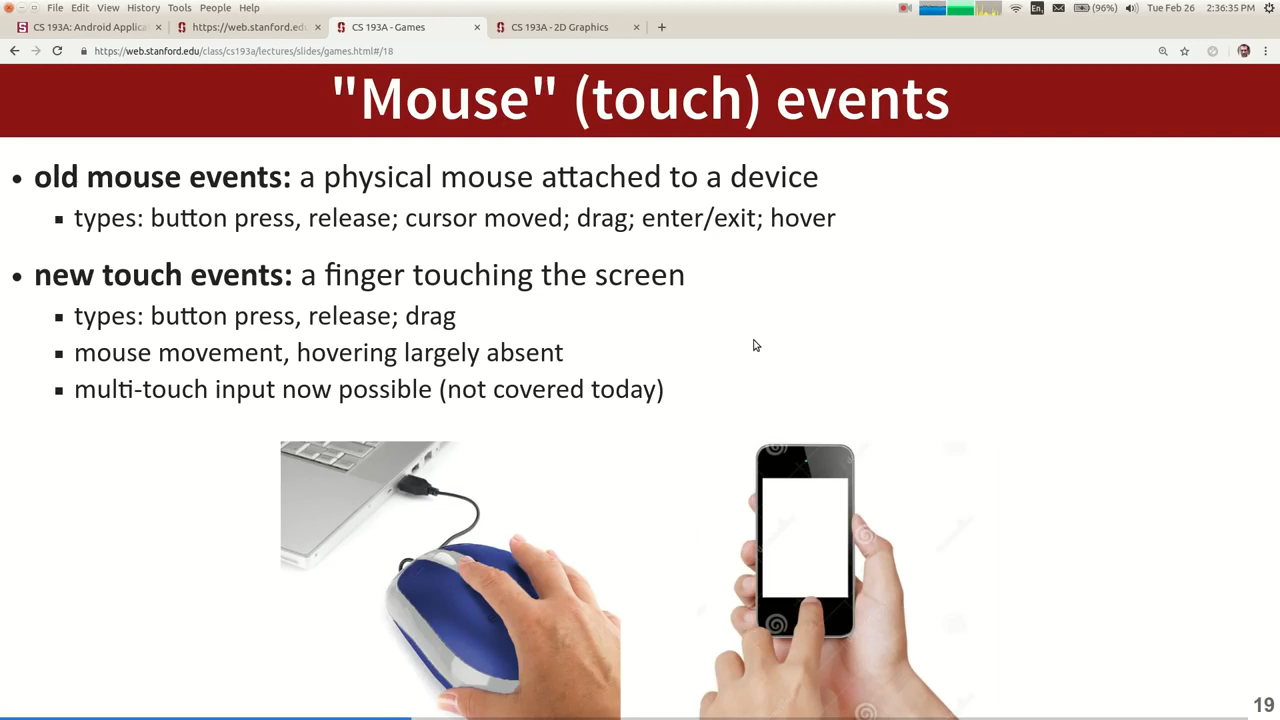 File Edit View History Tools People Help
En (96%) Tue Feb 26 2:36:35 PM
CS 193A: Android Applica
https://web.stanford.ed
CS 193A - Games
CS 193A - 2D Graphics
https://web.stanford.edu/class/cs193a/lectures/slides/games.html#/18
"Mouse" (touch) events
• old mouse events: a physical mouse attached to a device
▪ types: button press, release; cursor moved; drag; enter/exit; hover
• new touch events: a finger touching the screen
▪ types: button press, release; drag
▪ mouse movement, hovering largely absent
▪ multi-touch input now possible (not covered today)
19